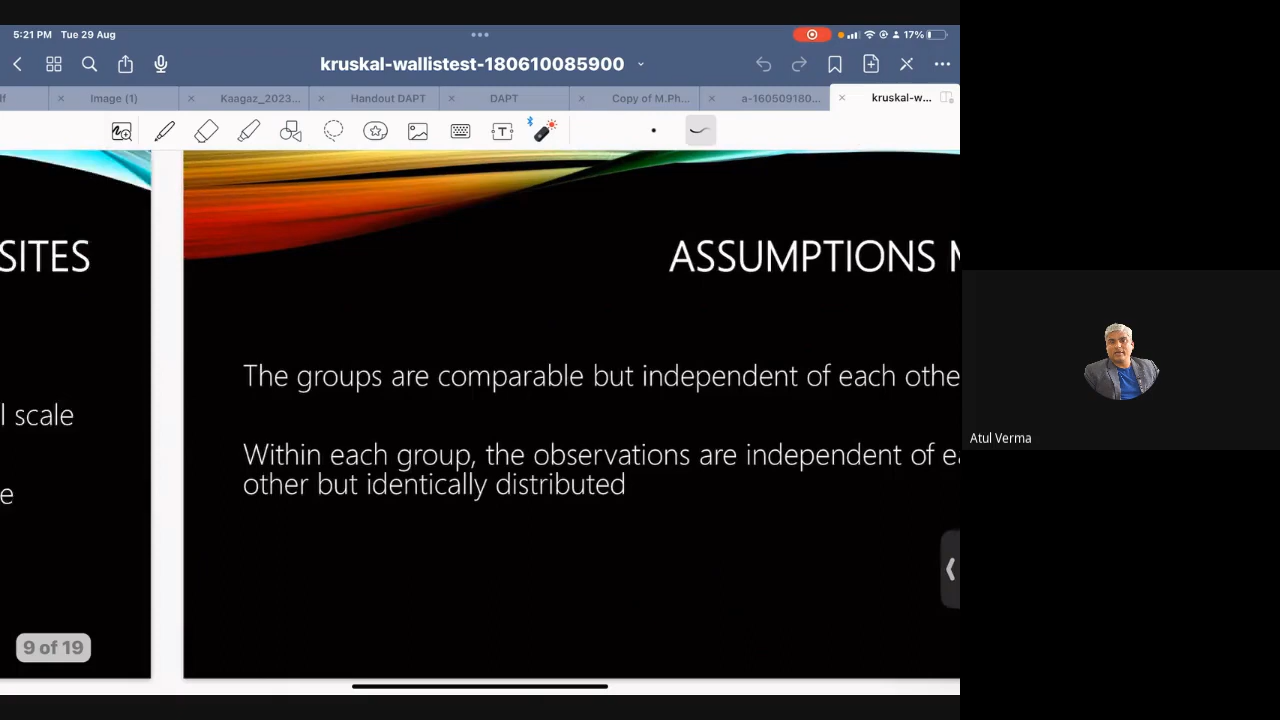 5:21 PM Tue 29 Aug
17%
kruskal-wallistest-180610085900
lf
Image (1)
Kaagaz_2023...
Handout DAPT
DAPT
Copy of M.Ph...
a-160509180...
kruskal-w...
SITES
l scale
e
ASSUMPTIONS
The groups are comparable but independent of each othe
Within each group, the observations are independent of ea
other but identically distributed
9 of 19
Atul Verma